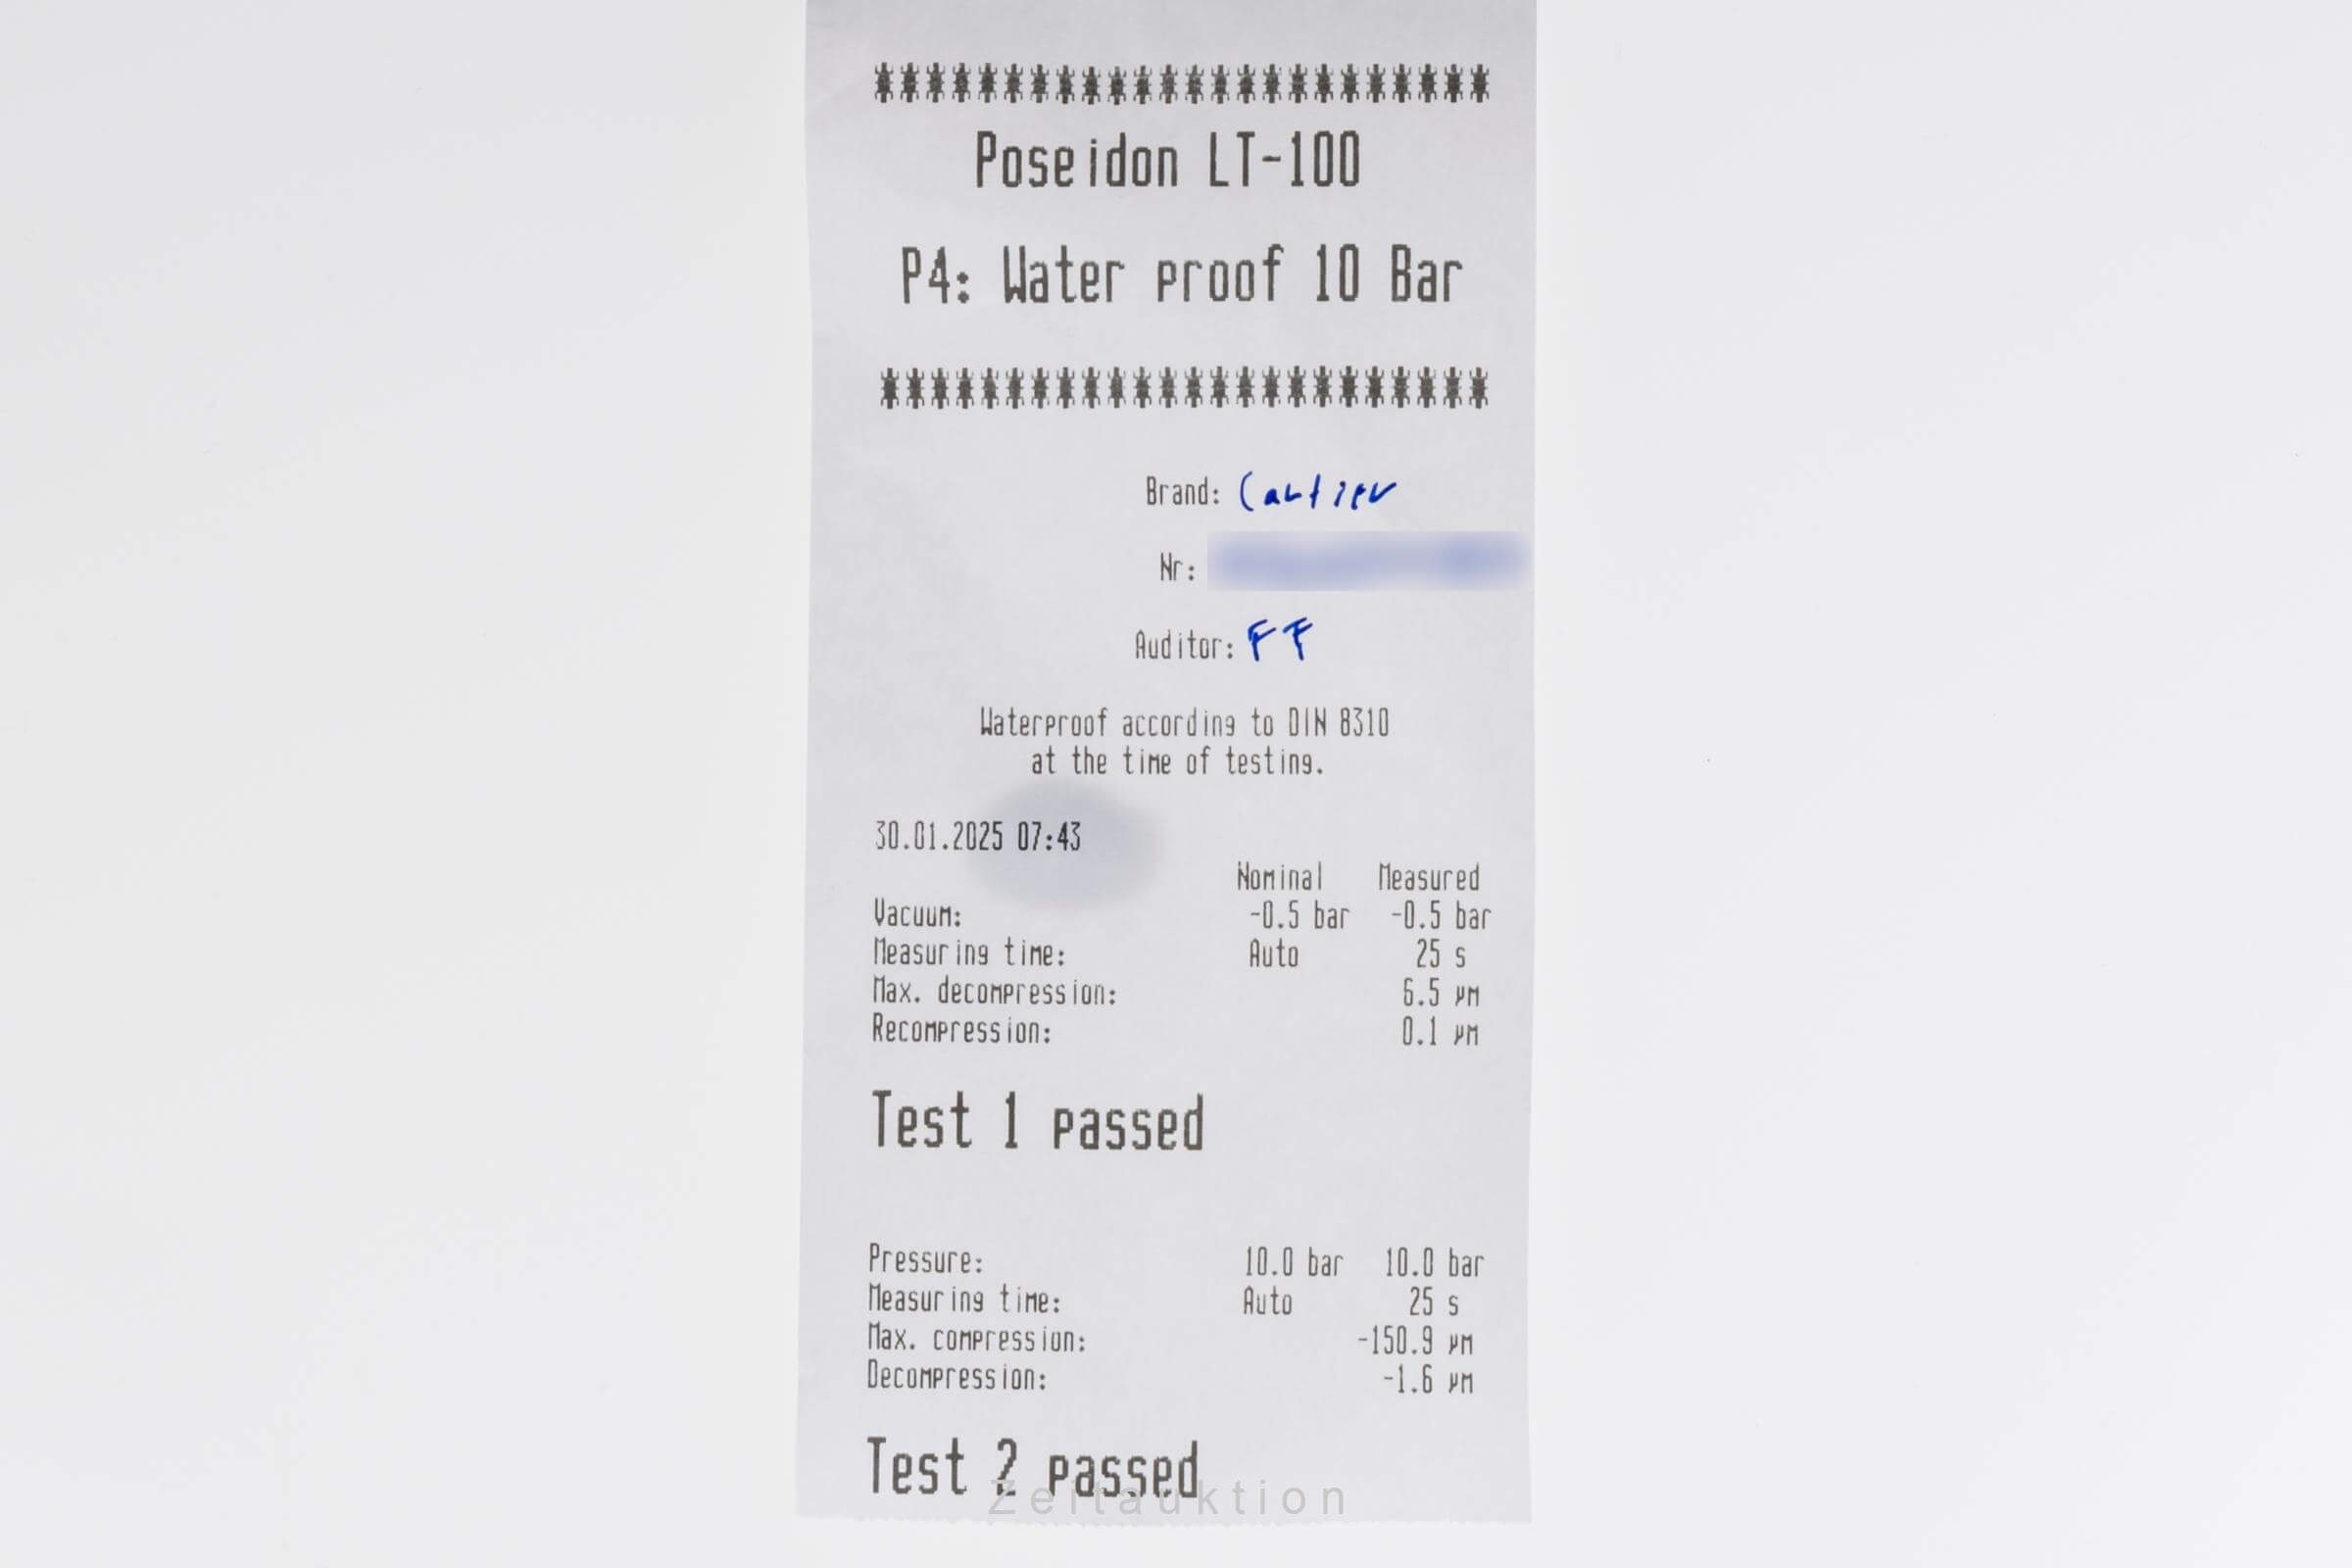 ************************
Poseidon LT-100
P4: Water proof 10 Bar
************************
Brand: Cartier
Nr:
Auditor: FF
Waterproof according to DIN 8310
at the time of testing.
30.01.2025 07:43
Nominal Measured
Vacuum: -0.5 bar -0.5 bar
Measuring time: Auto 25 s
Max. decompression: 6.5 µm
Recompression: 0.1 µm
Test 1 passed
Pressure: 10.0 bar 10.0 bar
Measuring time: Auto 25 s
Max. compression: -150.9 µm
Decompression: -1.6 µm
Test 2 passed
Zeitauktion